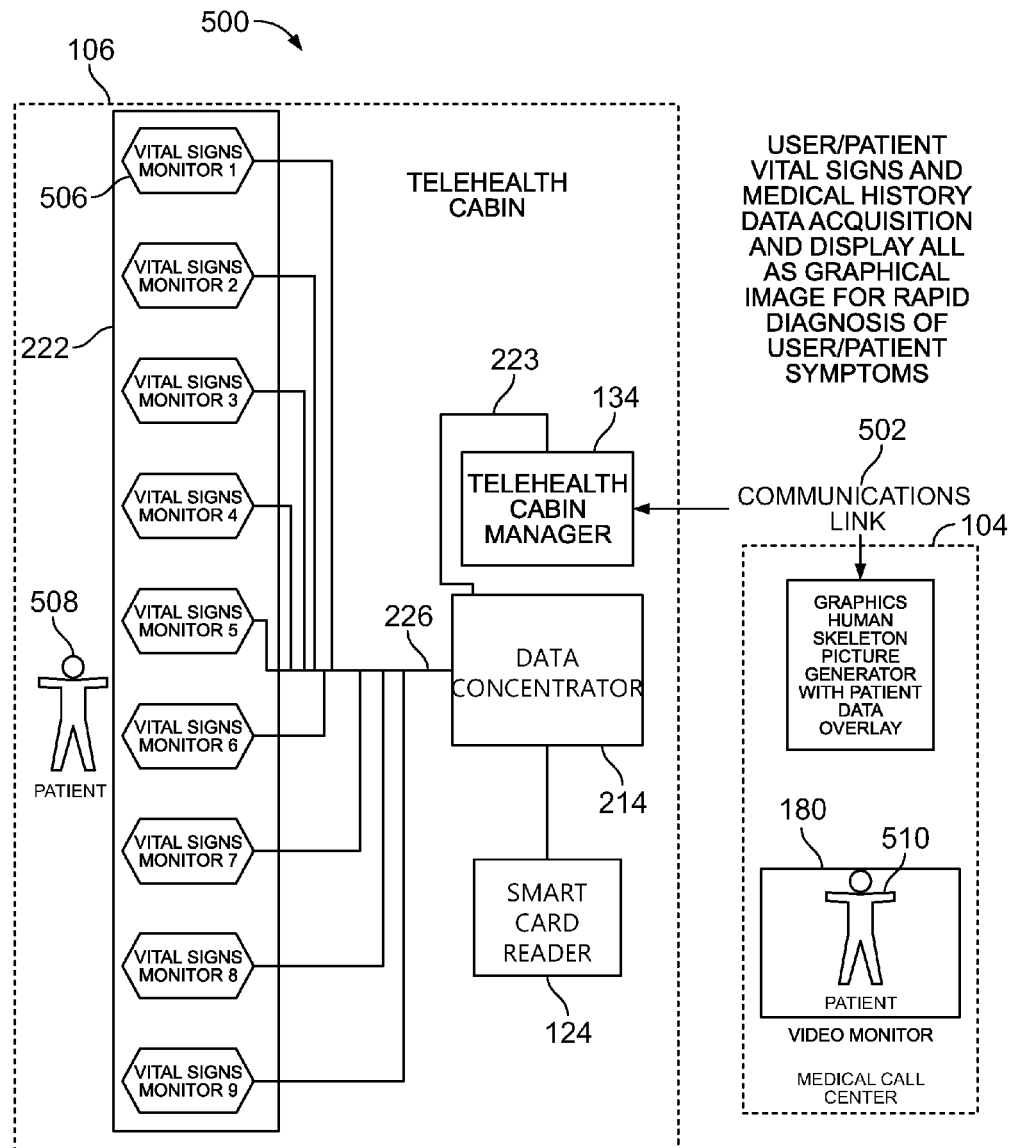 500
106
VITAL SIGNS
MONITOR 1
506
VITAL SIGNS
MONITOR 2
222
VITAL SIGNS
MONITOR 3
VITAL SIGNS
MONITOR 4
508
VITAL SIGNS
MONITOR 5
PATIENT
VITAL SIGNS
MONITOR 6
VITAL SIGNS
MONITOR 7
VITAL SIGNS
MONITOR 8
VITAL SIGNS
MONITOR 9
TELEHEALTH
CABIN
223
134
TELEHEALTH
CABIN
MANAGER
226
DATA
CONCENTRATOR
214
SMART
CARD
READER
124
USER/PATIENT
VITAL SIGNS AND
MEDICAL HISTORY
DATA ACQUISITION
AND DISPLAY ALL
AS GRAPHICAL
IMAGE FOR RAPID
DIAGNOSIS OF
USER/PATIENT
SYMPTOMS
502
COMMUNICATIONS
LINK
104
GRAPHICS
HUMAN
SKELETON
PICTURE
GENERATOR
WITH PATIENT
DATA
OVERLAY
180
510
PATIENT
VIDEO MONITOR
MEDICAL CALL
CENTER